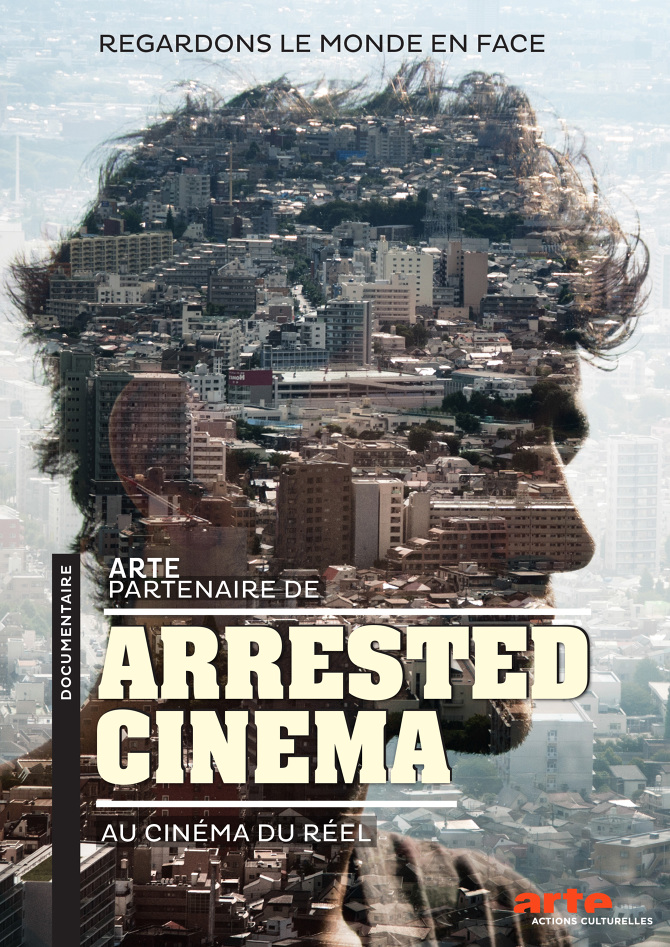 REGARDONS LE MONDE EN FACE
DOCUMENTAIRE
ARTE
PARTENAIRE DE
ARRESTED
CINEMA
AU CINÉMA DU RÉEL
arte
ACTIONS CULTURELLES